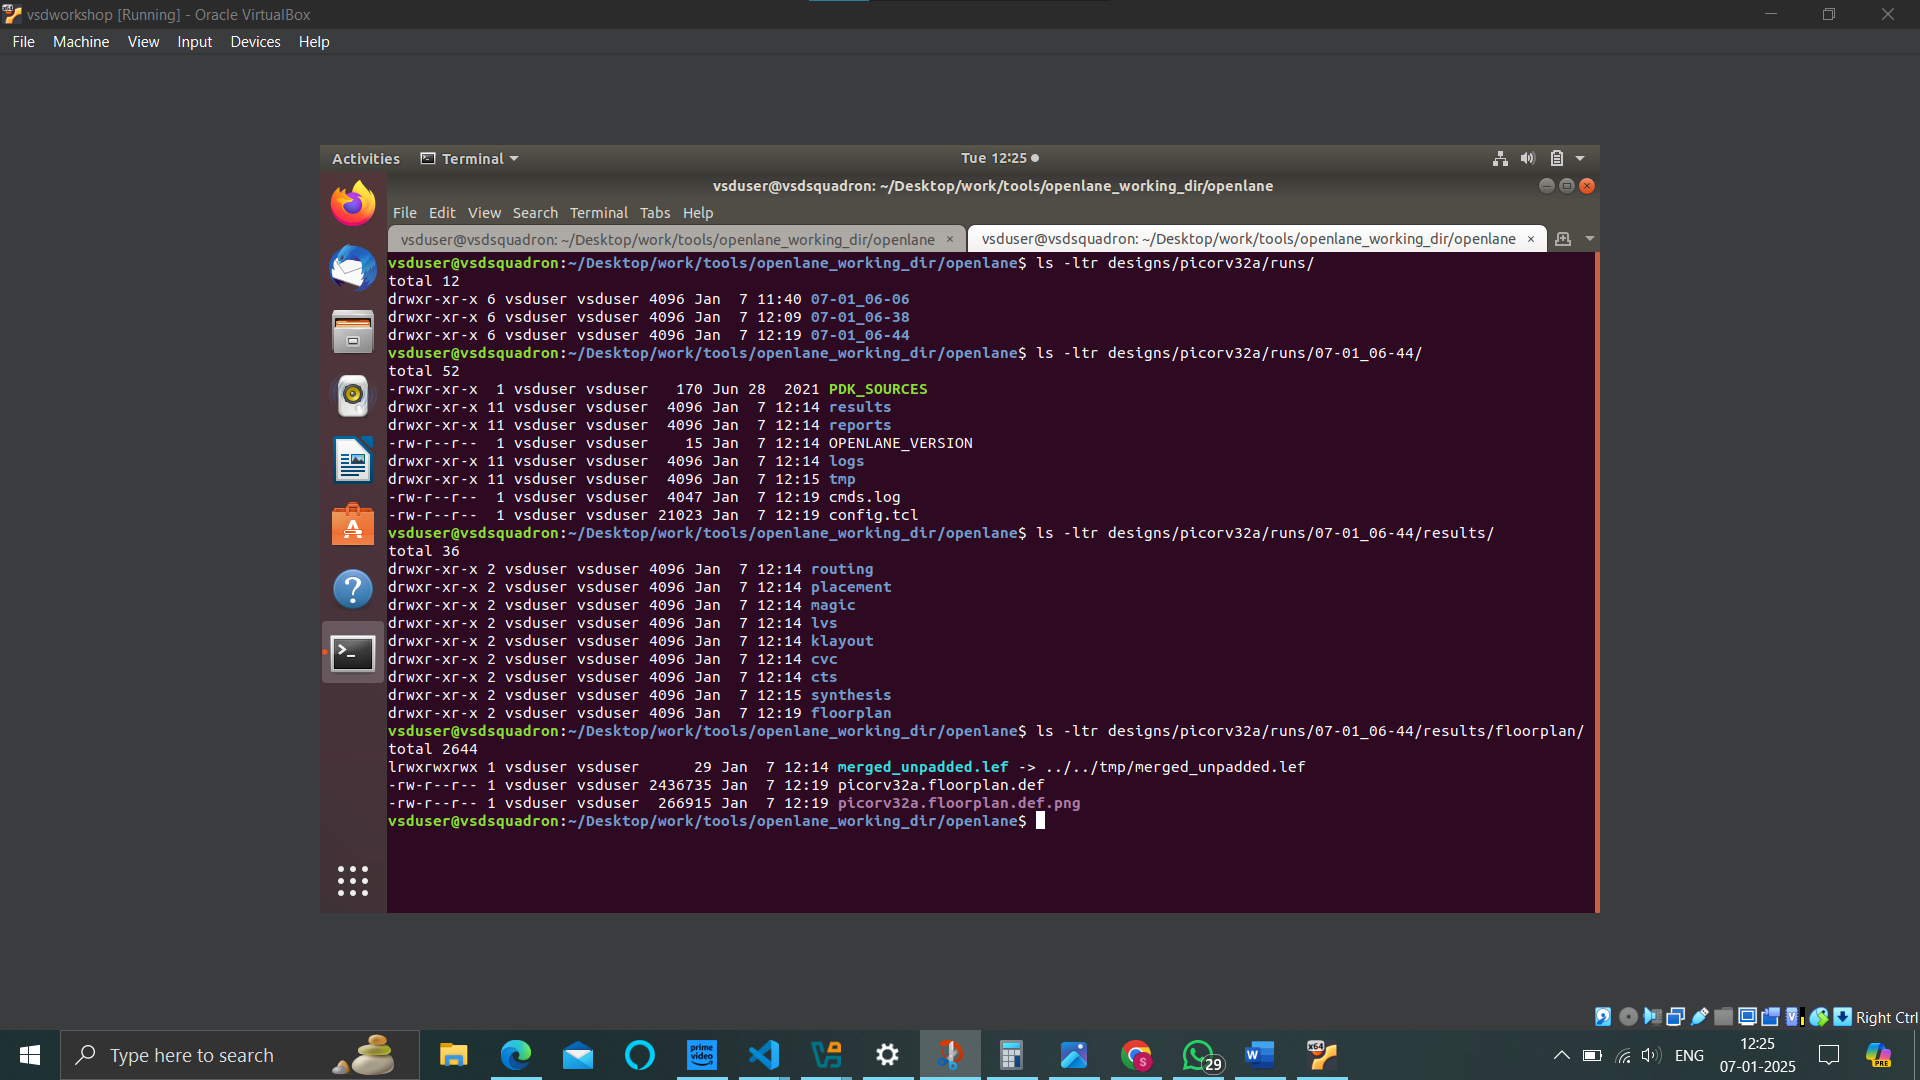 vsdworkshop [Running] - Oracle VirtualBox
File Machine View Input Devices Help
Activities Terminal Tue 12:25
vsduser@vsdsquadron: ~/Desktop/work/tools/openlane_working_dir/openlane
File Edit View Search Terminal Tabs Help
vsduser@vsdsquadron: ~/Desktop/work/tools/openlane_working_dir/openlane × vsduser@vsdsquadron: ~/Desktop/work/tools/openlane_working_dir/openlane ×
vsduser@vsdsquadron:~/Desktop/work/tools/openlane_working_dir/openlane$ ls -ltr designs/picorv32a/runs/
total 12
drwxr-xr-x 6 vsduser vsduser 4096 Jan  7 11:40 07-01_06-06
drwxr-xr-x 6 vsduser vsduser 4096 Jan  7 12:09 07-01_06-38
drwxr-xr-x 6 vsduser vsduser 4096 Jan  7 12:19 07-01_06-44
vsduser@vsdsquadron:~/Desktop/work/tools/openlane_working_dir/openlane$ ls -ltr designs/picorv32a/runs/07-01_06-44/
total 52
-rwxr-xr-x  1 vsduser vsduser   170 Jun 28  2021 PDK_SOURCES
drwxr-xr-x 11 vsduser vsduser  4096 Jan  7 12:14 results
drwxr-xr-x 11 vsduser vsduser  4096 Jan  7 12:14 reports
-rw-r--r--  1 vsduser vsduser    15 Jan  7 12:14 OPENLANE_VERSION
drwxr-xr-x 11 vsduser vsduser  4096 Jan  7 12:14 logs
drwxr-xr-x 11 vsduser vsduser  4096 Jan  7 12:15 tmp
-rw-r--r--  1 vsduser vsduser  4047 Jan  7 12:19 cmds.log
-rw-r--r--  1 vsduser vsduser 21023 Jan  7 12:19 config.tcl
vsduser@vsdsquadron:~/Desktop/work/tools/openlane_working_dir/openlane$ ls -ltr designs/picorv32a/runs/07-01_06-44/results/
total 36
drwxr-xr-x 2 vsduser vsduser 4096 Jan  7 12:14 routing
drwxr-xr-x 2 vsduser vsduser 4096 Jan  7 12:14 placement
drwxr-xr-x 2 vsduser vsduser 4096 Jan  7 12:14 magic
drwxr-xr-x 2 vsduser vsduser 4096 Jan  7 12:14 lvs
drwxr-xr-x 2 vsduser vsduser 4096 Jan  7 12:14 klayout
drwxr-xr-x 2 vsduser vsduser 4096 Jan  7 12:14 cvc
drwxr-xr-x 2 vsduser vsduser 4096 Jan  7 12:14 cts
drwxr-xr-x 2 vsduser vsduser 4096 Jan  7 12:15 synthesis
drwxr-xr-x 2 vsduser vsduser 4096 Jan  7 12:19 floorplan
vsduser@vsdsquadron:~/Desktop/work/tools/openlane_working_dir/openlane$ ls -ltr designs/picorv32a/runs/07-01_06-44/results/floorplan/
total 2644
lrwxrwxrwx 1 vsduser vsduser      29 Jan  7 12:14 merged_unpadded.lef -> ../../tmp/merged_unpadded.lef
-rw-r--r-- 1 vsduser vsduser 2436735 Jan  7 12:19 picorv32a.floorplan.def
-rw-r--r-- 1 vsduser vsduser  266915 Jan  7 12:19 picorv32a.floorplan.def.png
vsduser@vsdsquadron:~/Desktop/work/tools/openlane_working_dir/openlane$
Right Ctrl
Type here to search
prime video
29
X64
ENG
12:25
07-01-2025
PRE